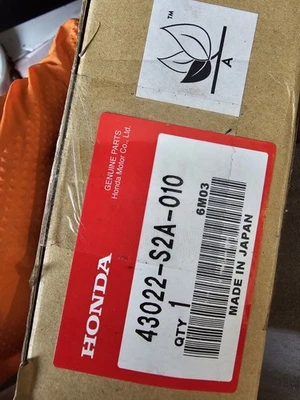 ™
A
GENUINE PARTS
Honda Motor Co., Ltd.
HONDA
43022-S2A-010
6M03
QTY 1
MADE IN JAPAN